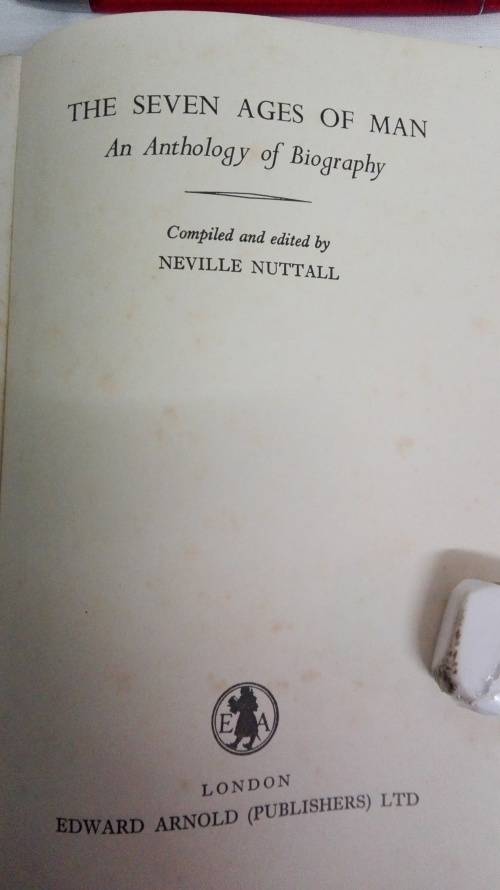 THE SEVEN AGES OF MAN
An Anthology of Biography
Compiled and edited by
NEVILLE NUTTALL
E A
LONDON
EDWARD ARNOLD (PUBLISHERS) LTD